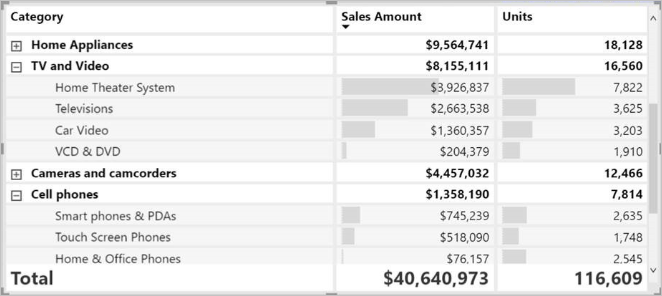 Category Sales Amount Units
Home Appliances $9,564,741 18,128
TV and Video $8,155,111 16,560
Home Theater System $3,926,837 7,822
Televisions $2,663,538 3,625
Car Video $1,360,357 3,203
VCD & DVD $204,379 1,910
Cameras and camcorders $4,457,032 12,466
Cell phones $1,358,190 7,814
Smart phones & PDAs $745,239 2,635
Touch Screen Phones $518,090 1,748
Home & Office Phones $76,157 2,545
Total $40,640,973 116,609